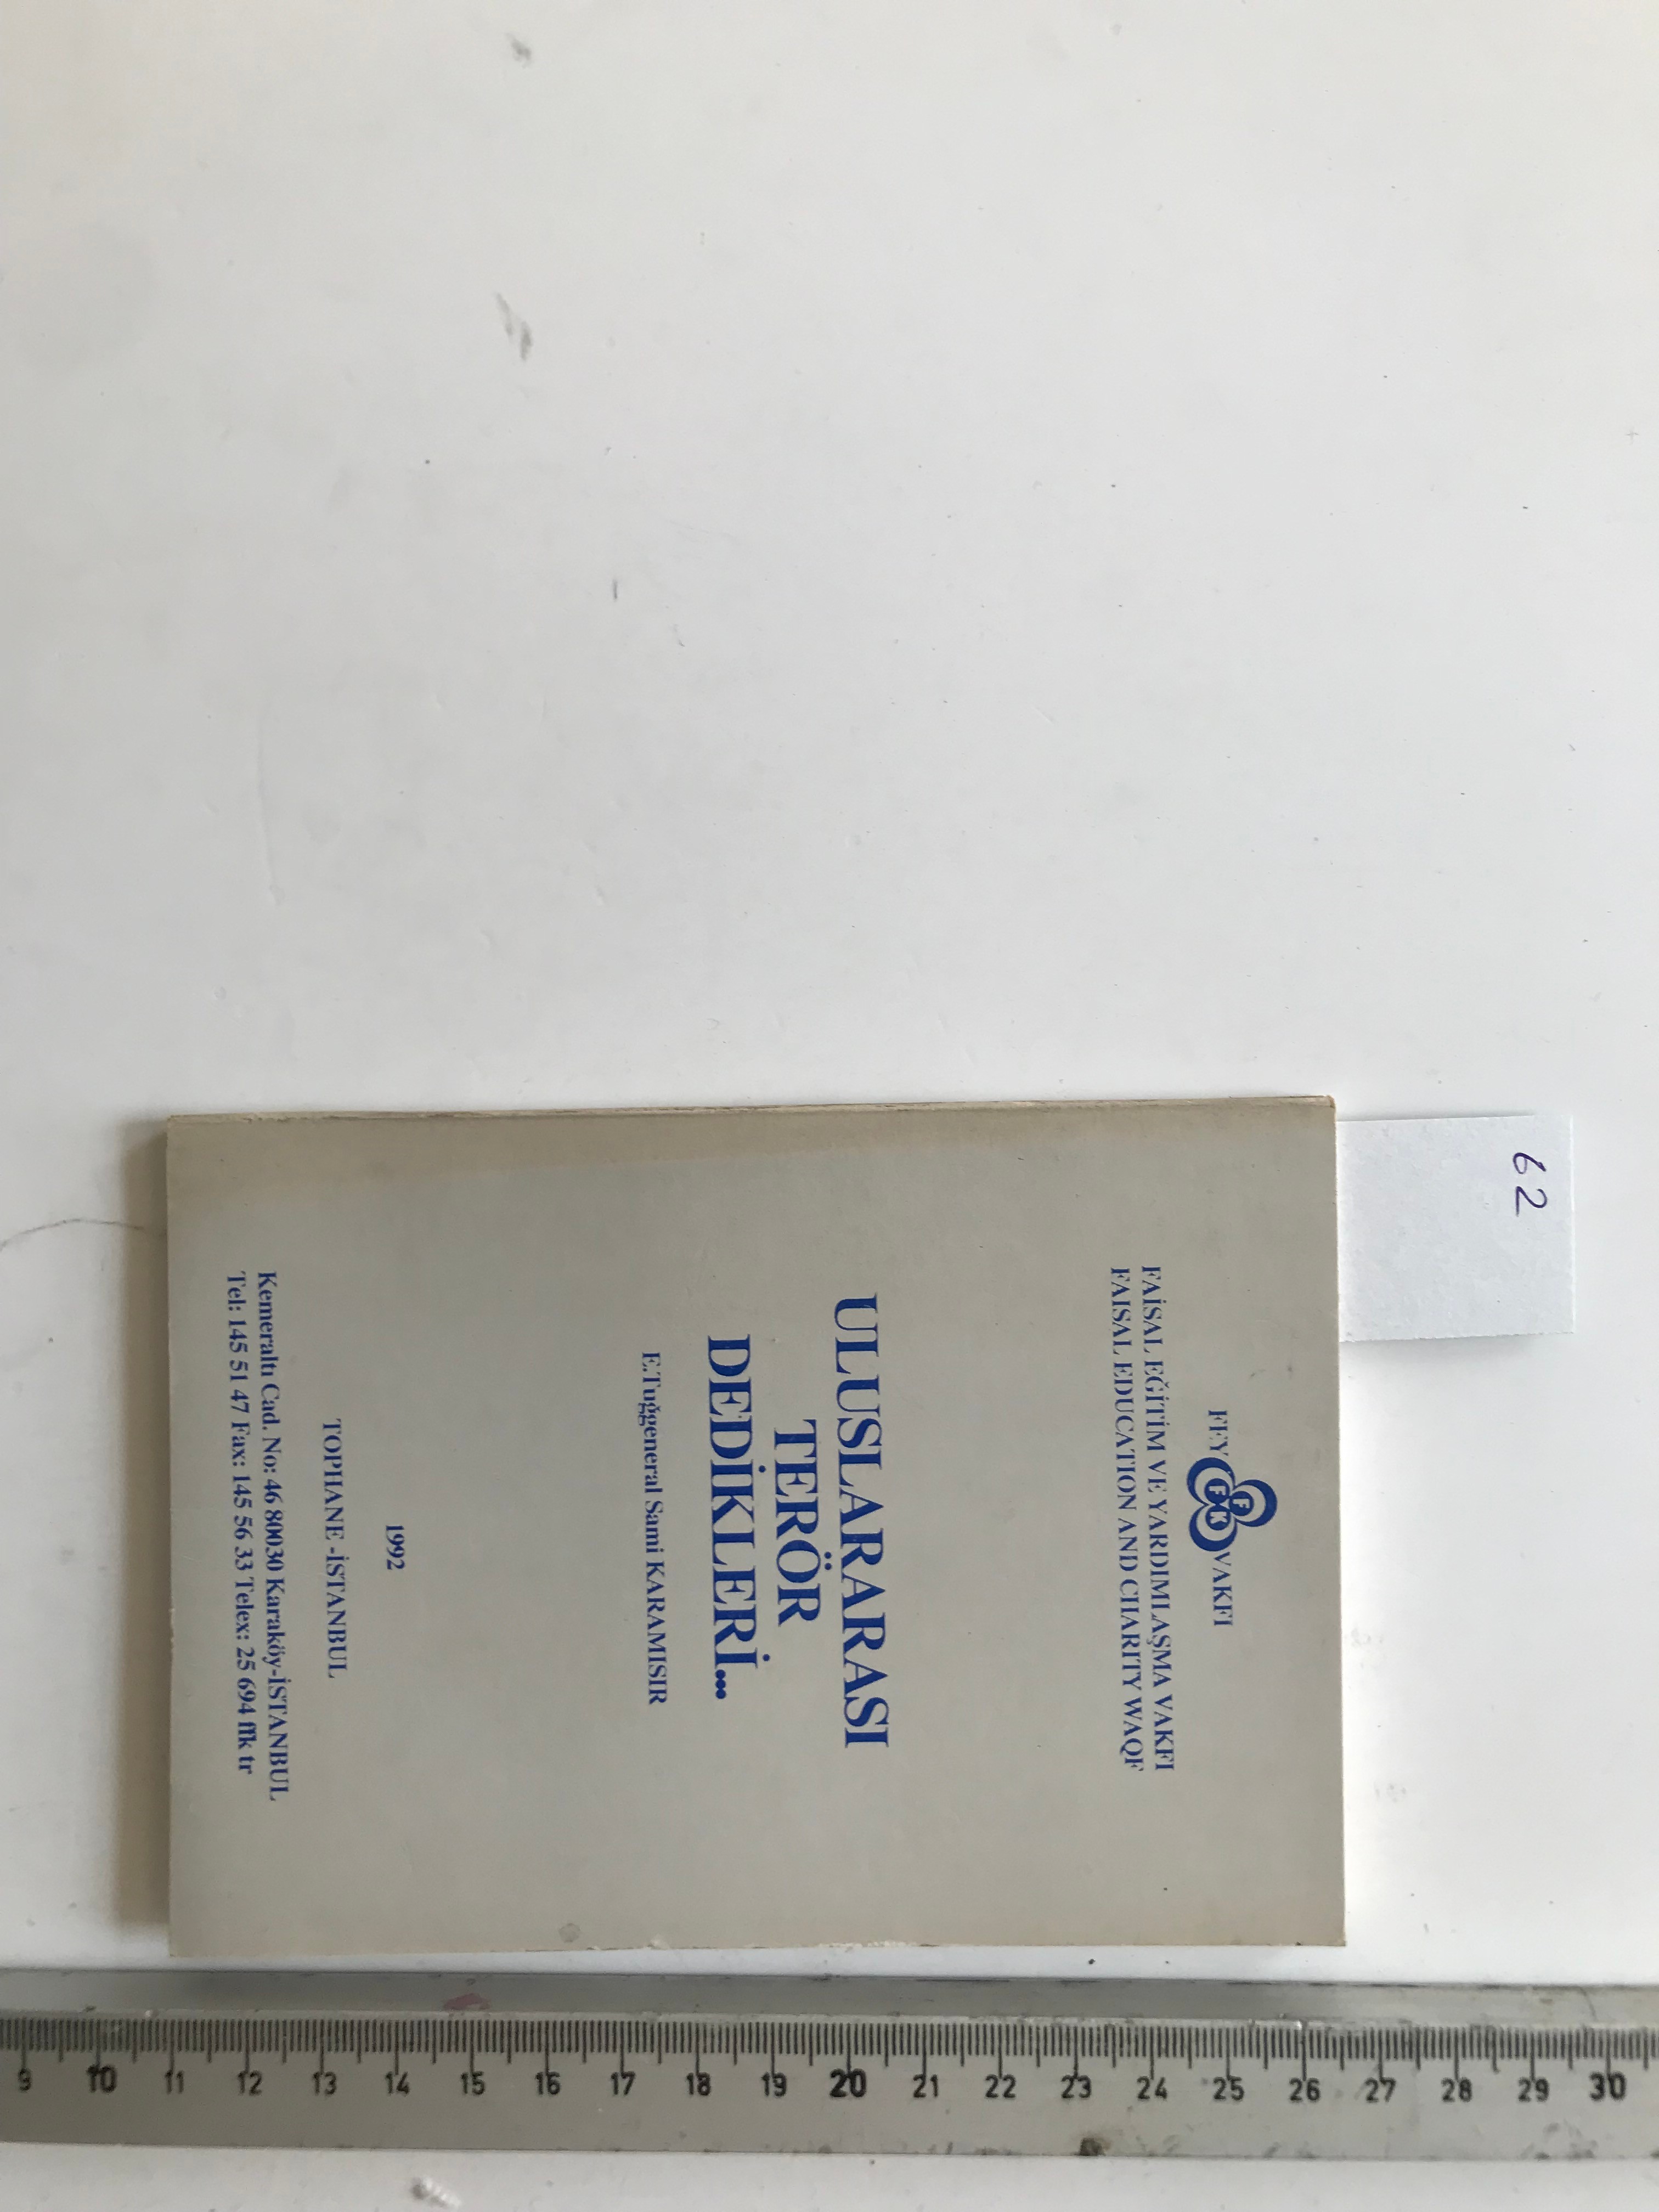 62
FEY FFK VAKFI
FAİSAL EĞİTİM VE YARDIMLAŞMA VAKFI
FAISAL EDUCATION AND CHARITY WAQF
ULUSLARARASI
TERÖR
DEDİKLERİ...
E.Tuğgeneral Sami KARAMISIR
1992
TOPHANE -İSTANBUL
Kemeraltı Cad. No: 46 80030 Karaköy-İSTANBUL
Tel: 145 51 47 Fax: 145 56 33 Telex: 25 694 ffk tr
9 10 11 12 13 14 15 16 17 18 19 20 21 22 23 24 25 26 27 28 29 30